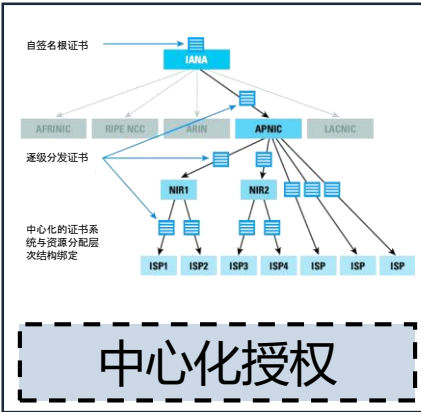 自签名根证书
IANA
AFRINIC RIPE NCC ARIN APNIC LACNIC
逐级分发证书
NIR1 NIR2
中心化的证书系
统与资源分配层
次结构绑定
ISP1 ISP2 ISP3 ISP4 ISP ISP ISP
中心化授权